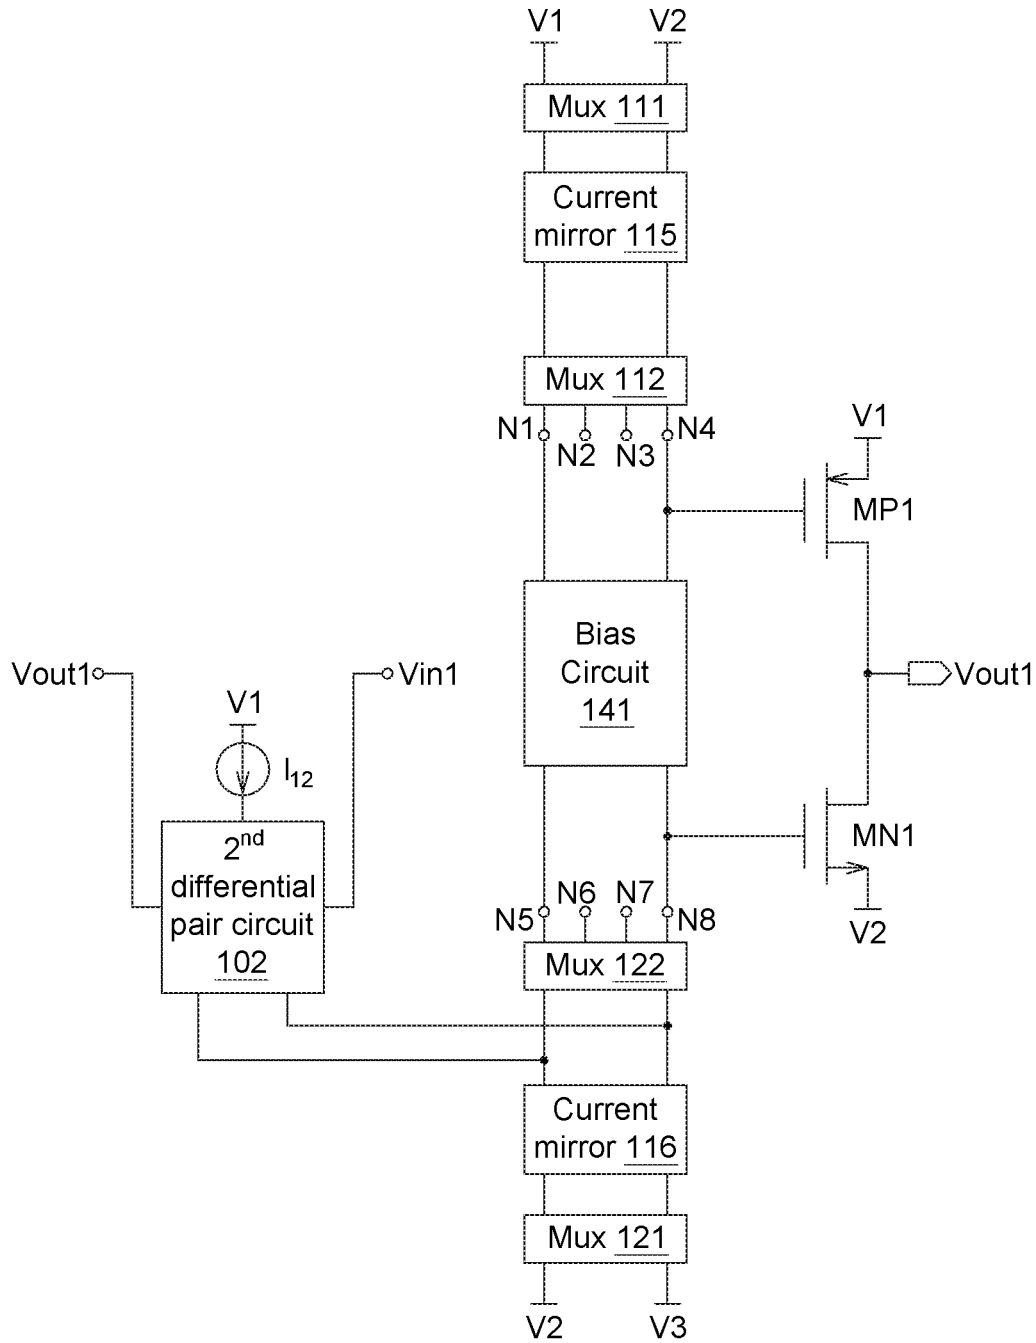 V1 V2
Mux 111
Current
mirror 115
Mux 112
N1 N2 N3 N4
V1
MP1
Bias
Circuit
141
Vout1 Vin1
Vout1
V1
I12
2nd
differential
pair circuit
102
MN1
V2
N5 N6 N7 N8
Mux 122
Current
mirror 116
Mux 121
V2 V3